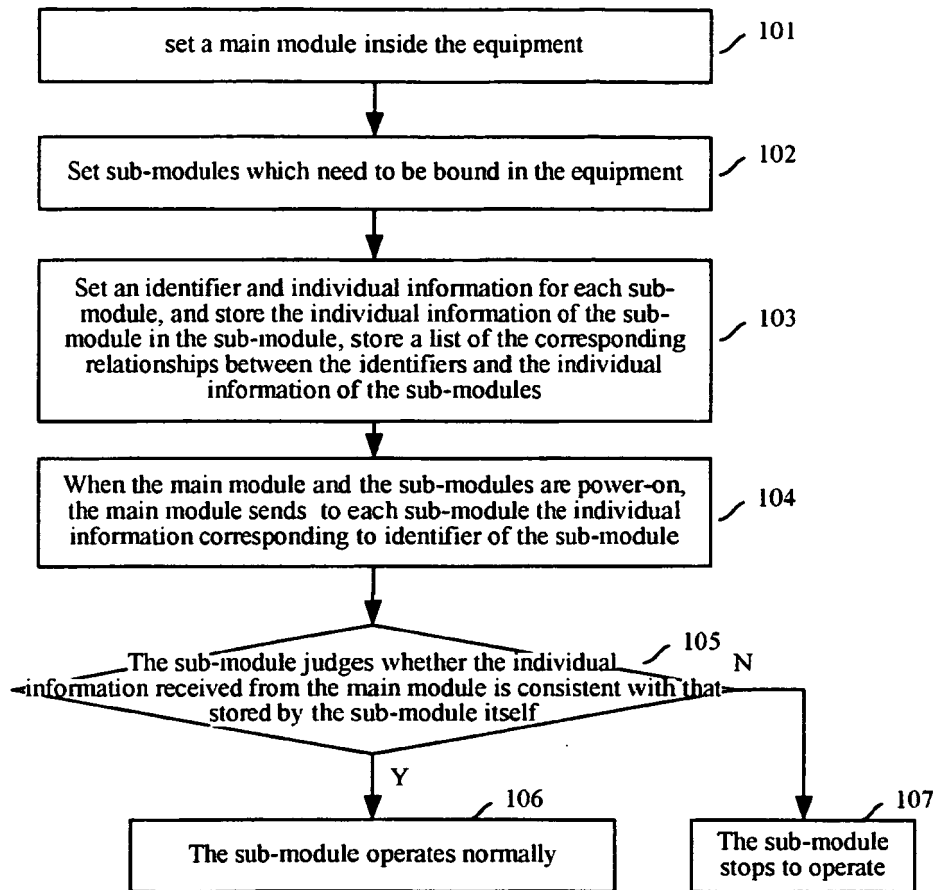 set a main module inside the equipment
101
Set sub-modules which need to be bound in the equipment
102
Set an identifier and individual information for each sub-
module, and store the individual information of the sub-
module in the sub-module, store a list of the corresponding
relationships between the identifiers and the individual
information of the sub-modules
103
When the main module and the sub-modules are power-on,
the main module sends to each sub-module the individual
information corresponding to identifier of the sub-module
104
The sub-module judges whether the individual
information received from the main module is consistent with that
stored by the sub-module itself
105
N
Y
106
The sub-module operates normally
107
The sub-module
stops to operate